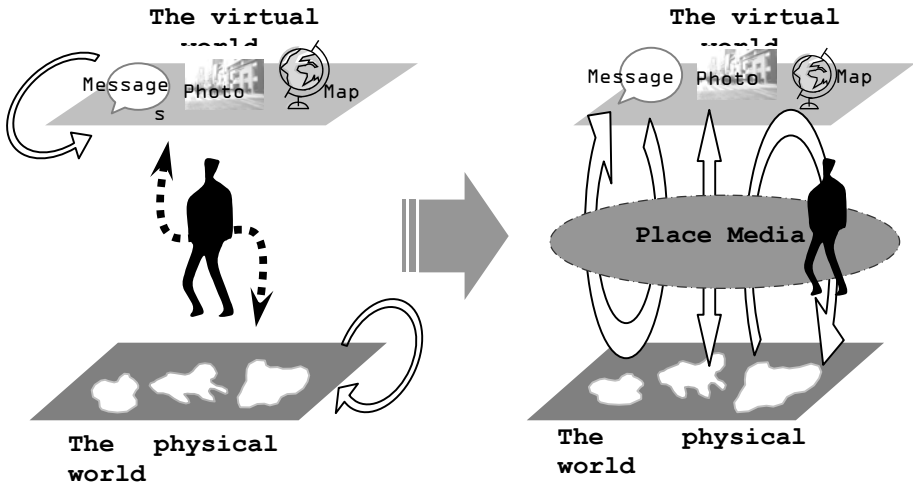 The virtual
world
Messages
Photo
Map
The physical
world
The virtual
world
Message
Photo
Map
Place Media
The physical
world